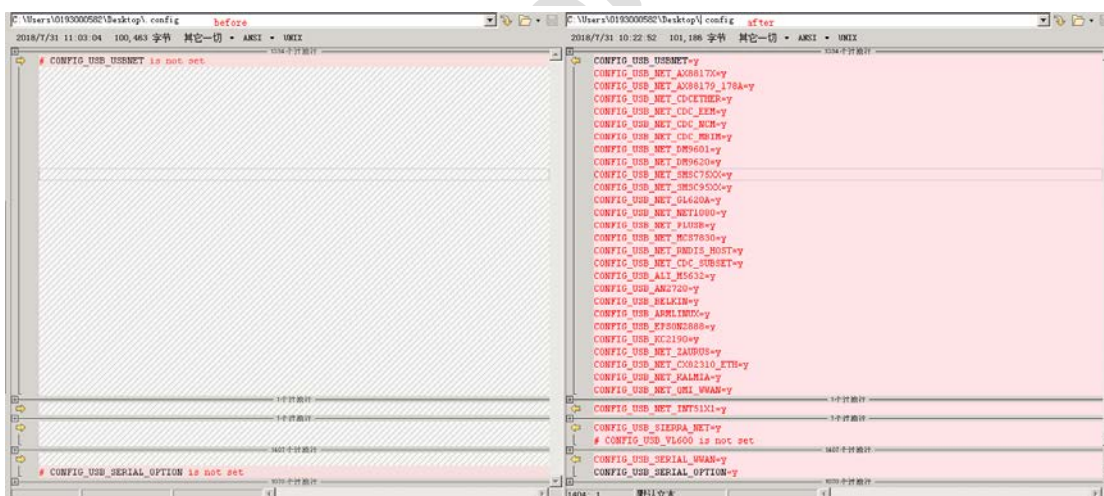 C:\Users\0193000582\Desktop\.config before
2018/7/31 11:03:04 100,463 字节 其它一切 ANSI UNIX
# CONFIG_USB_USBNET is not set
# CONFIG_USB_SERIAL_OPTION is not set
C:\Users\0193000582\Desktop\config after
2018/7/31 10:22:52 101,186 字节 其它一切 ANSI UNIX
CONFIG_USB_USBNET=y
CONFIG_USB_NET_AX8817X=y
CONFIG_USB_NET_AX88179_178A=y
CONFIG_USB_NET_CDCETHER=y
CONFIG_USB_NET_CDC_EEM=y
CONFIG_USB_NET_CDC_NCM=y
CONFIG_USB_NET_CDC_MBIM=y
CONFIG_USB_NET_DM9601=y
CONFIG_USB_NET_DM9620=y
CONFIG_USB_NET_SMSC75XX=y
CONFIG_USB_NET_SMSC95XX=y
CONFIG_USB_NET_GL620A=y
CONFIG_USB_NET_NET1080=y
CONFIG_USB_NET_PLUSB=y
CONFIG_USB_NET_MCS7830=y
CONFIG_USB_NET_RNDIS_HOST=y
CONFIG_USB_NET_CDC_SUBSET=y
CONFIG_USB_ALI_M5632=y
CONFIG_USB_AN2720=y
CONFIG_USB_BELKIN=y
CONFIG_USB_ARMLINUX=y
CONFIG_USB_EPSON2888=y
CONFIG_USB_KC2190=y
CONFIG_USB_NET_ZAURUS=y
CONFIG_USB_NET_CX82310_ETH=y
CONFIG_USB_NET_KALMIA=y
CONFIG_USB_NET_QMI_WWAN=y
CONFIG_USB_NET_INT51X1=y
CONFIG_USB_SIERRA_NET=y
# CONFIG_USB_VL600 is not set
CONFIG_USB_SERIAL_WWAN=y
CONFIG_USB_SERIAL_OPTION=y
1404: 1 默认文本